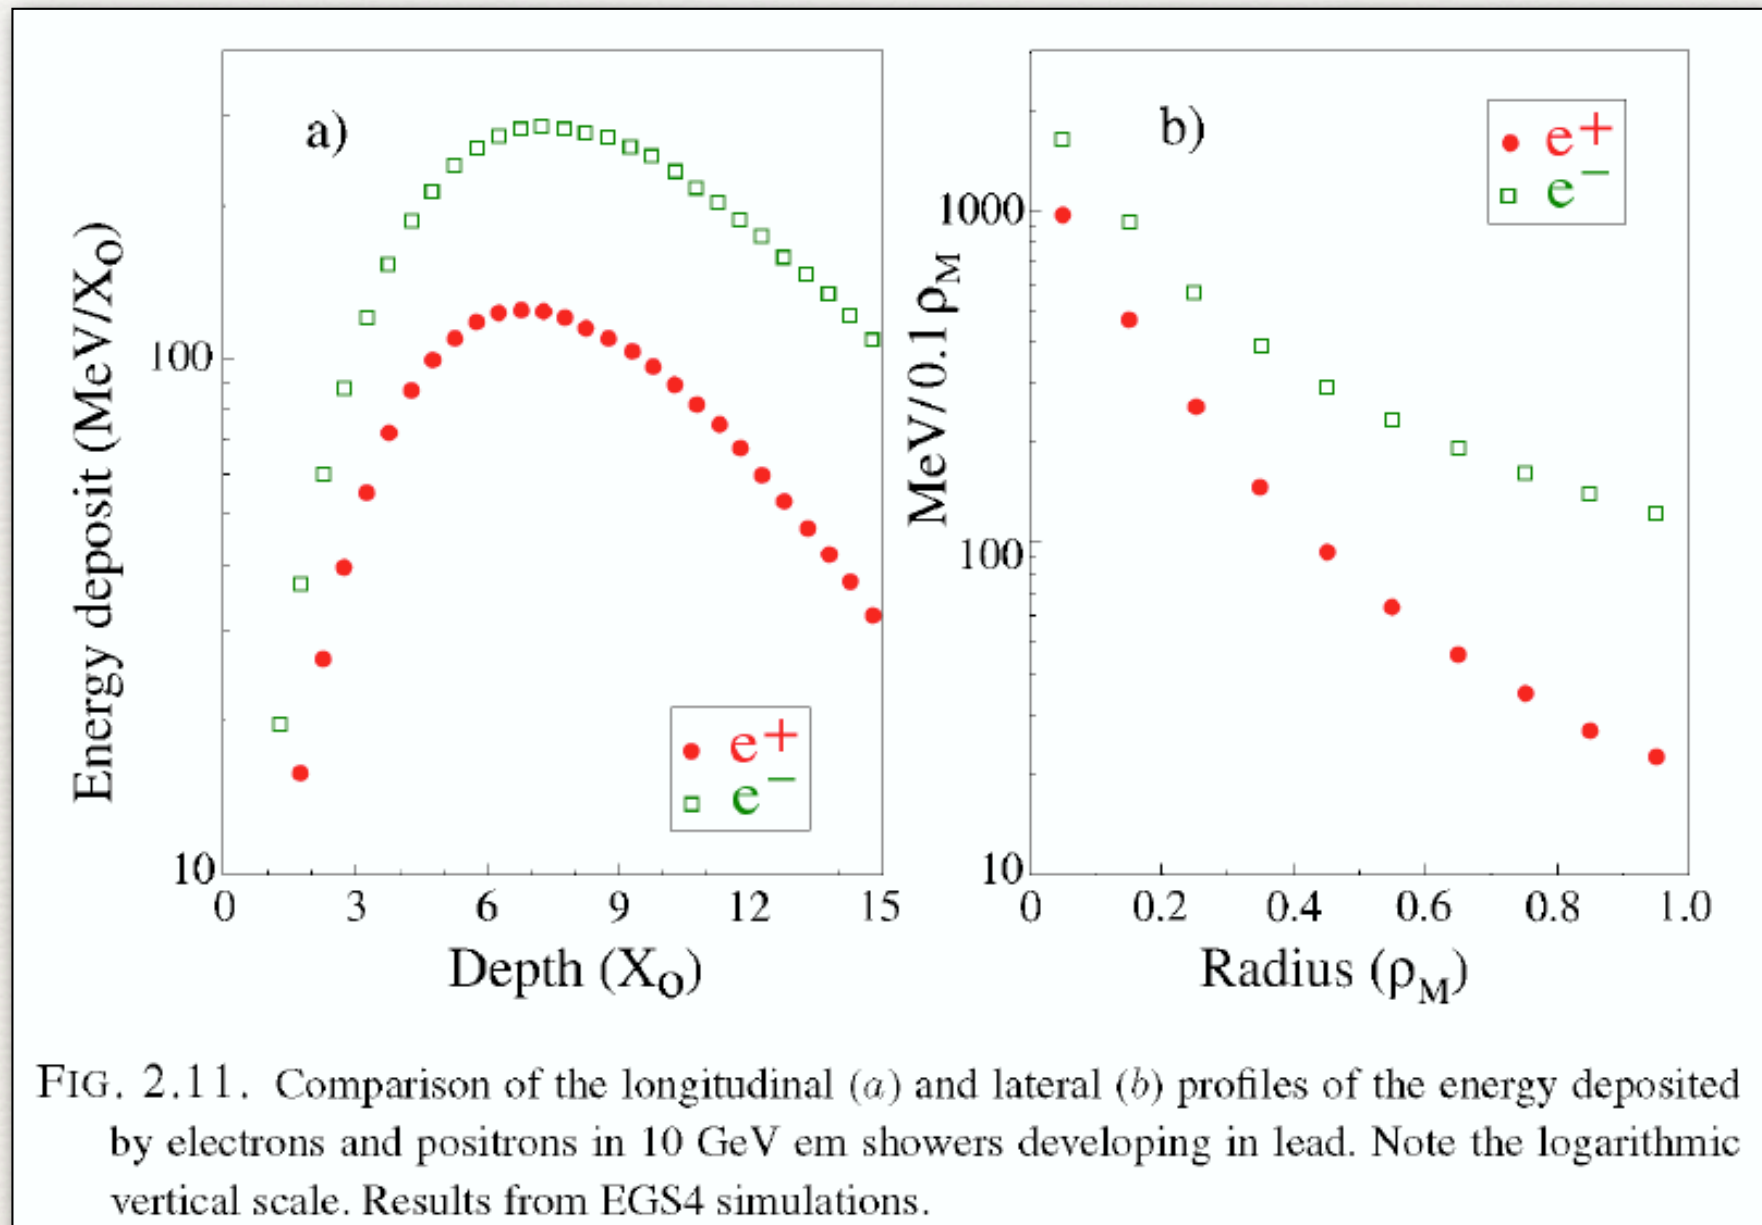 a)
Energy deposit (MeV/X₀)
100
10
0 3 6 9 12 15
Depth (X₀)
e⁺
e⁻
b)
MeV/0.1ρ_M
1000
100
10
0 0.2 0.4 0.6 0.8 1.0
Radius (ρ_M)
e⁺
e⁻
FIG. 2.11. Comparison of the longitudinal (a) and lateral (b) profiles of the energy deposited
by electrons and positrons in 10 GeV em showers developing in lead. Note the logarithmic
vertical scale. Results from EGS4 simulations.